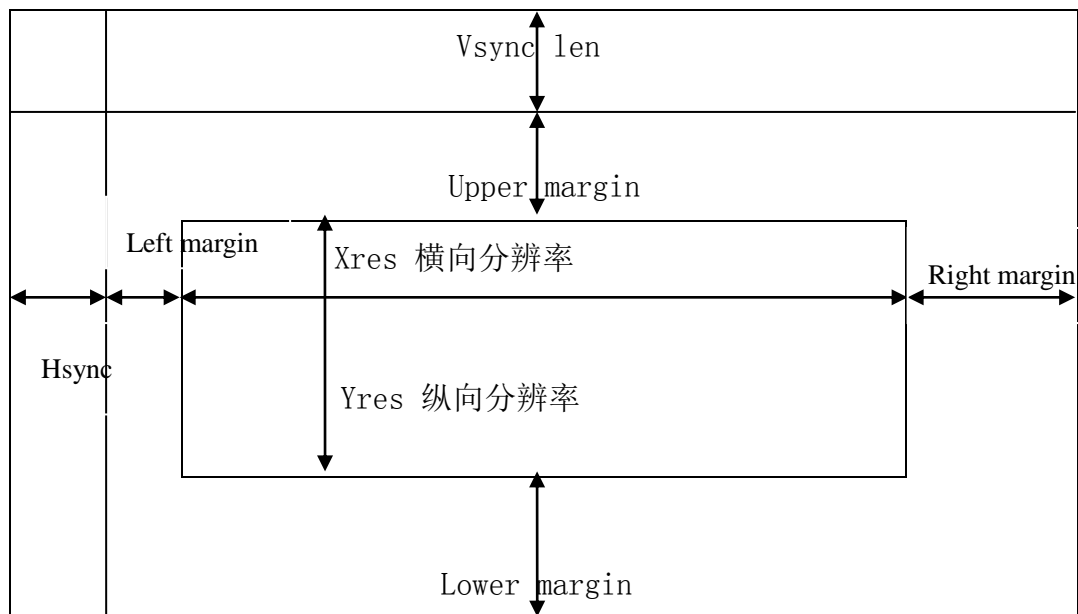 Vsync len
Upper margin
Left margin
Xres 横向分辨率
Right margin
Hsync
Yres 纵向分辨率
Lower margin